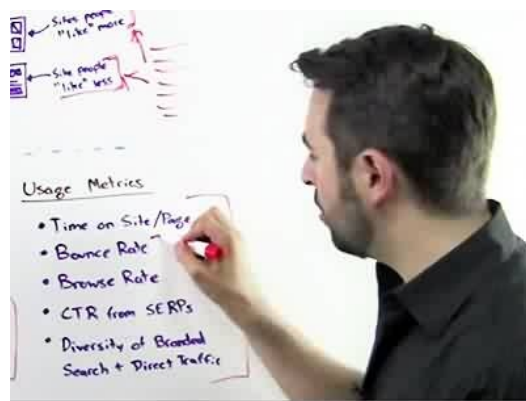 Sites people
"like" more
Site people
"like" less
Usage Metrics
• Time on Site/Page
• Bounce Rate
• Browse Rate
• CTR from SERPs
• Diversity of Branded
Search + Direct Traffic